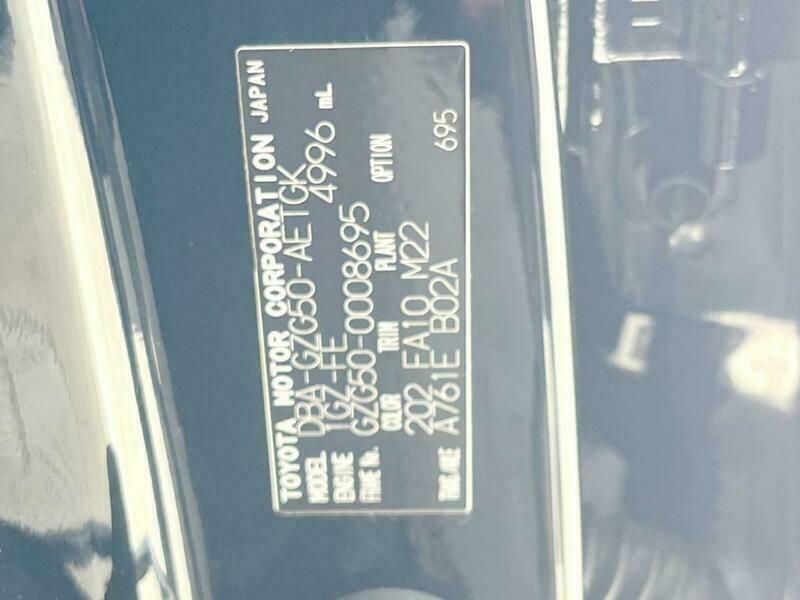 TOYOTA MOTOR CORPORATION JAPAN
MODEL DBA-GZG50-AETGK
ENGINE 1GZ-FE 4996 mL
FRAME No. GZG50-0008695
COLOR TRIM PLANT OPTION
202 FA10 M22
TRANS./AXLE A761E B02A 695